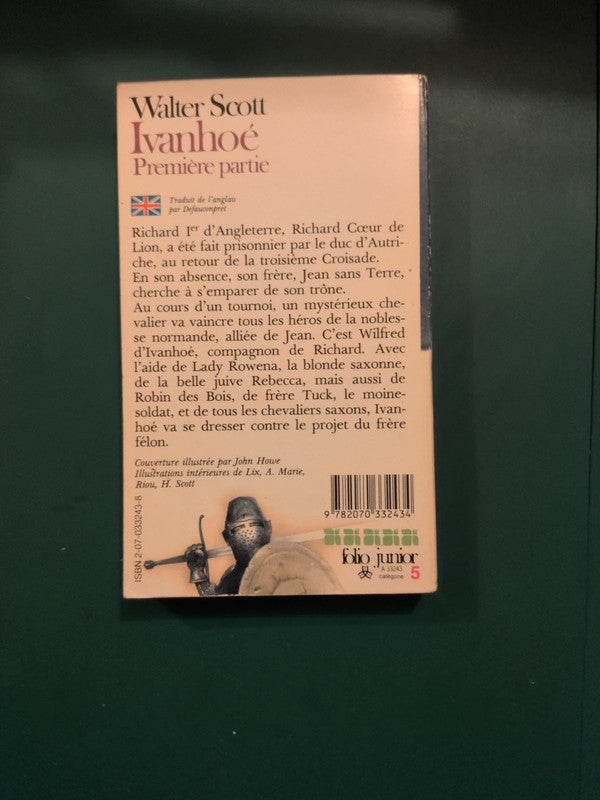 Walter Scott
Ivanhoé
Première partie
Traduit de l'anglais
par Defauconpret
Richard Ier d'Angleterre, Richard Cœur de
Lion, a été fait prisonnier par le duc d'Autri-
che, au retour de la troisième Croisade.
En son absence, son frère, Jean sans Terre,
cherche à s'emparer de son trône.
Au cours d'un tournoi, un mystérieux che-
valier va vaincre tous les héros de la nobles-
se normande, alliée de Jean. C'est Wilfred
d'Ivanhoé, compagnon de Richard. Avec
l'aide de Lady Rowena, la blonde saxonne,
de la belle juive Rebecca, mais aussi de
Robin des Bois, de frère Tuck, le moine-
soldat, et de tous les chevaliers saxons, Ivan-
hoé va se dresser contre le projet du frère
félon.
Couverture illustrée par John Howe
Illustrations intérieures de Lix, A. Marie,
Riou, H. Scott
ISBN 2-07-033243-8
9 782070 332434
folio junior
A 33243
catégorie 5